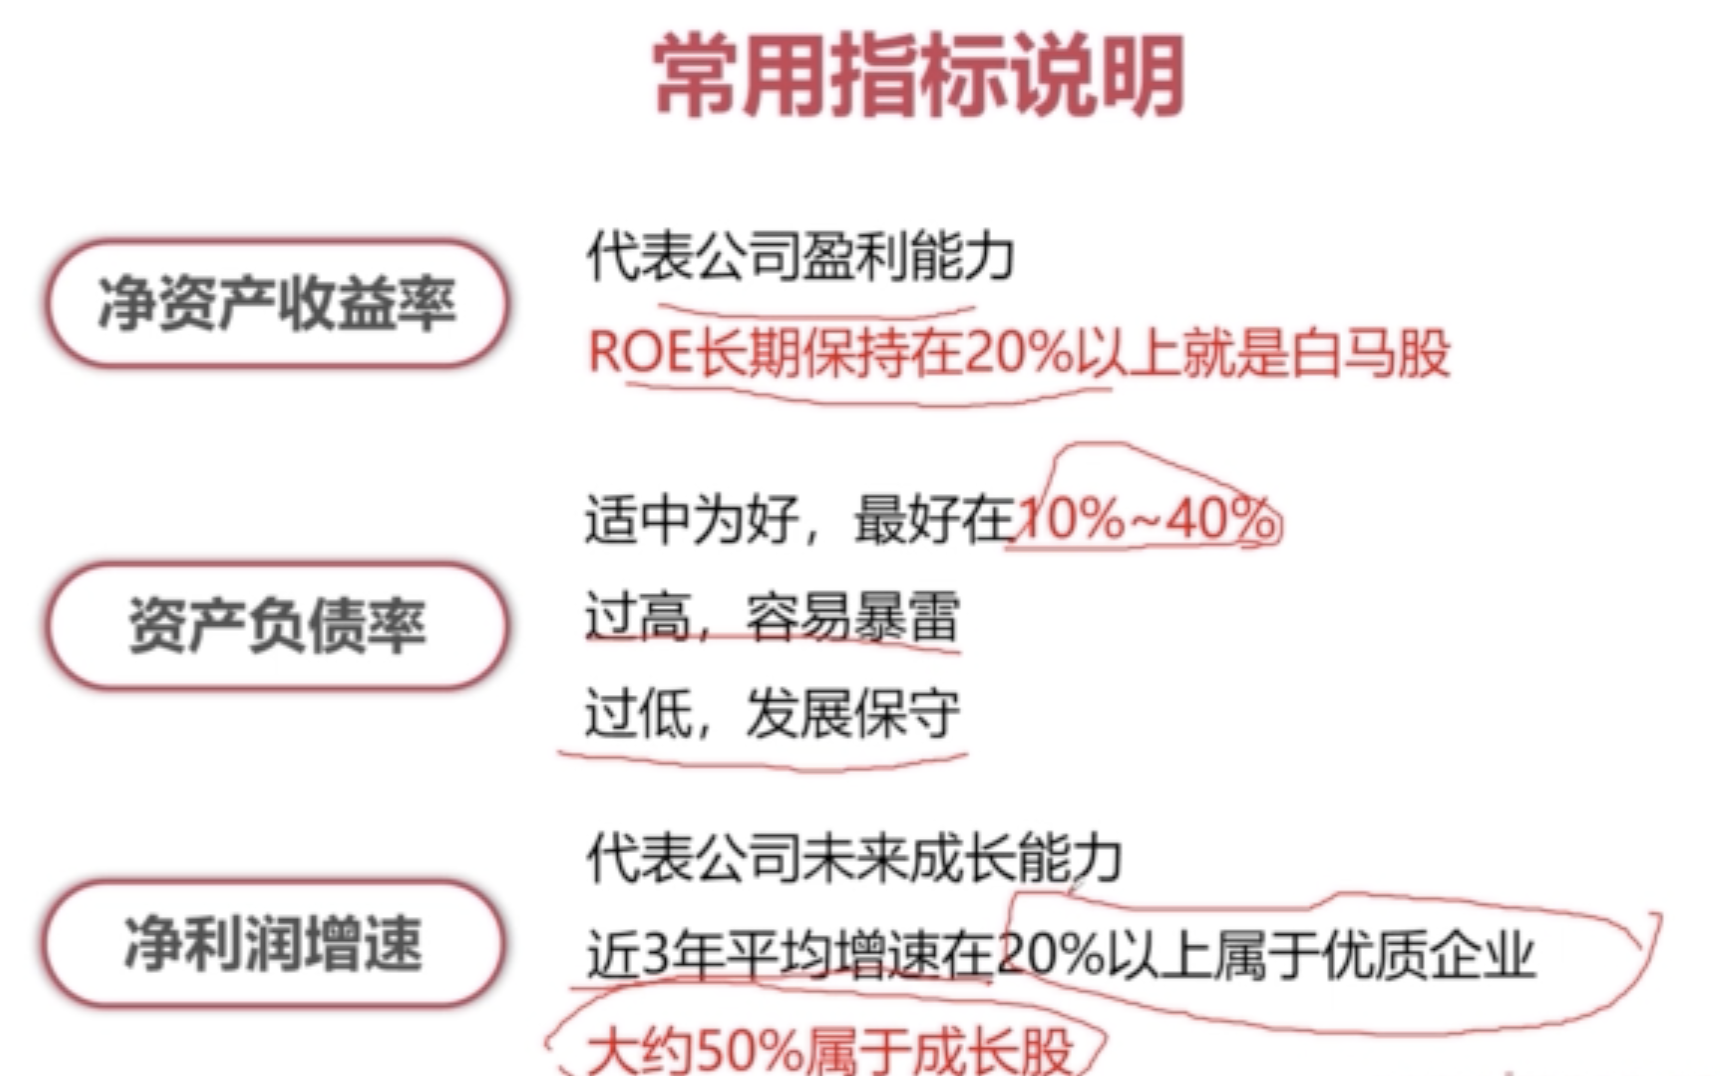 常用指标说明
净资产收益率
代表公司盈利能力
ROE长期保持在20%以上就是白马股
资产负债率
适中为好，最好在10%~40%
过高，容易暴雷
过低，发展保守
净利润增速
代表公司未来成长能力
近3年平均增速在20%以上属于优质企业
大约50%属于成长股